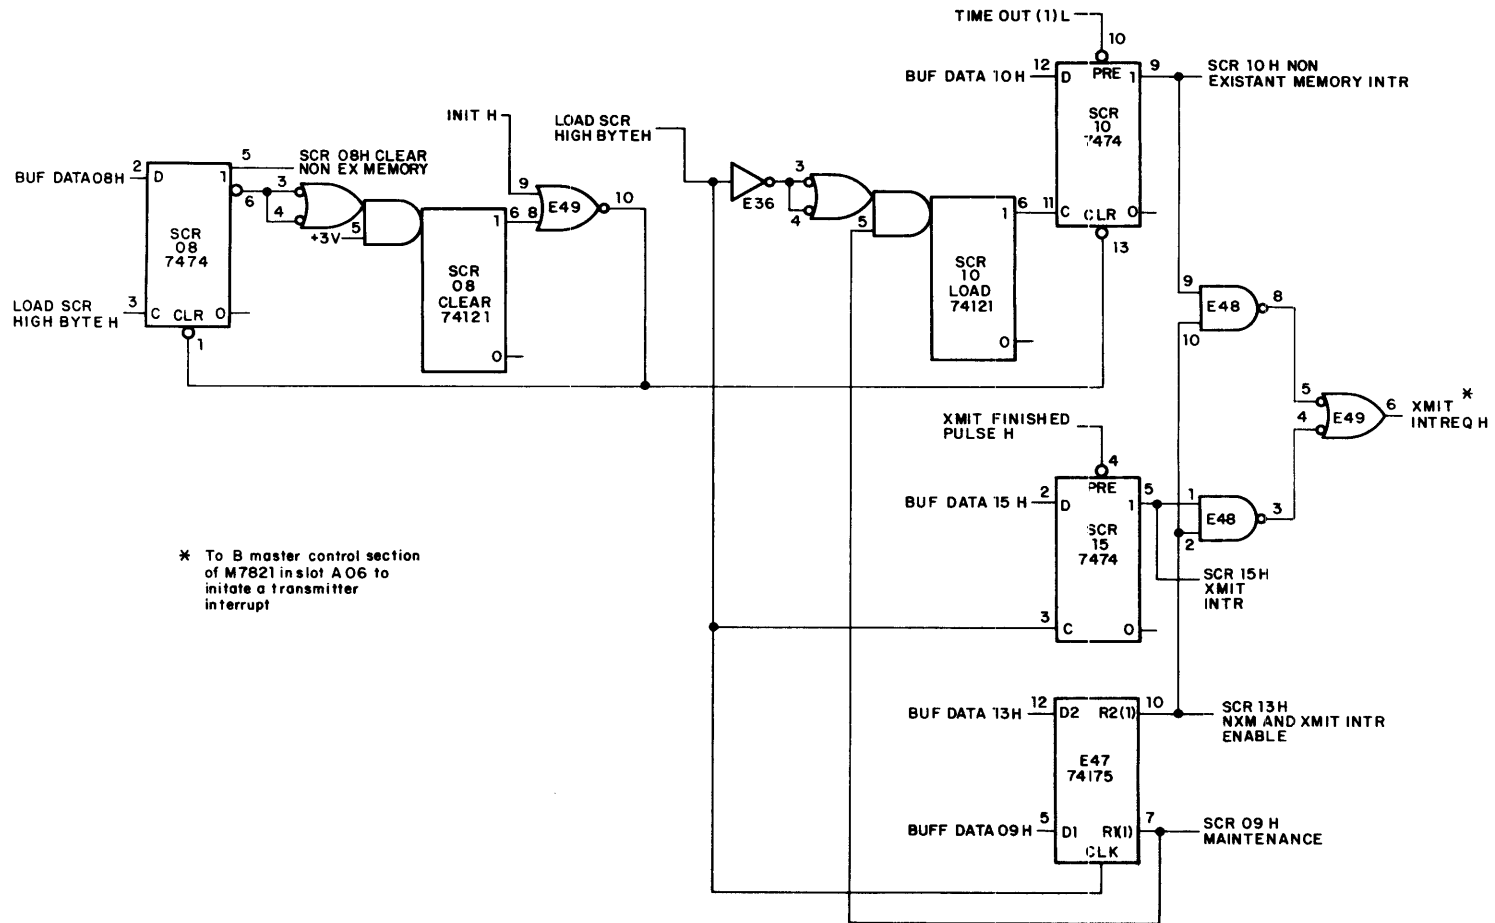 TIME OUT (1) L
10
BUF DATA 10H
12
D PRE 1
9
SCR 10 H NON
EXISTANT MEMORY INTR
SCR
10
7474
11
C CLR 0
13
INIT H
LOAD SCR
HIGH BYTEH
BUF DATA08H
2
D 1
5
SCR 08H CLEAR
NON EX MEMORY
6
3
4
+3V
5
SCR
08
7474
LOAD SCR
HIGH BYTE H
3
C CLR 0
1
1
6
SCR
08
CLEAR
74121
0
9
8
E49
10
E36
3
4
5
1
6
SCR
10
LOAD
74121
0
9
10
E48
8
5
4
E49
6
XMIT *
INTREQ H
XMIT FINISHED
PULSE H
4
BUF DATA 15 H
2
D PRE 1
5
SCR
15
7474
3
C 0
1
2
E48
3
SCR 15H
XMIT
INTR
* To B master control section
of M7821 in slot A06 to
initate a transmitter
interrupt
BUF DATA 13H
12
D2 R2(1)
10
SCR 13H
NXM AND XMIT INTR
ENABLE
E47
74175
BUFF DATA 09 H
5
D1 R1(1)
7
SCR 09 H
MAINTENANCE
CLK